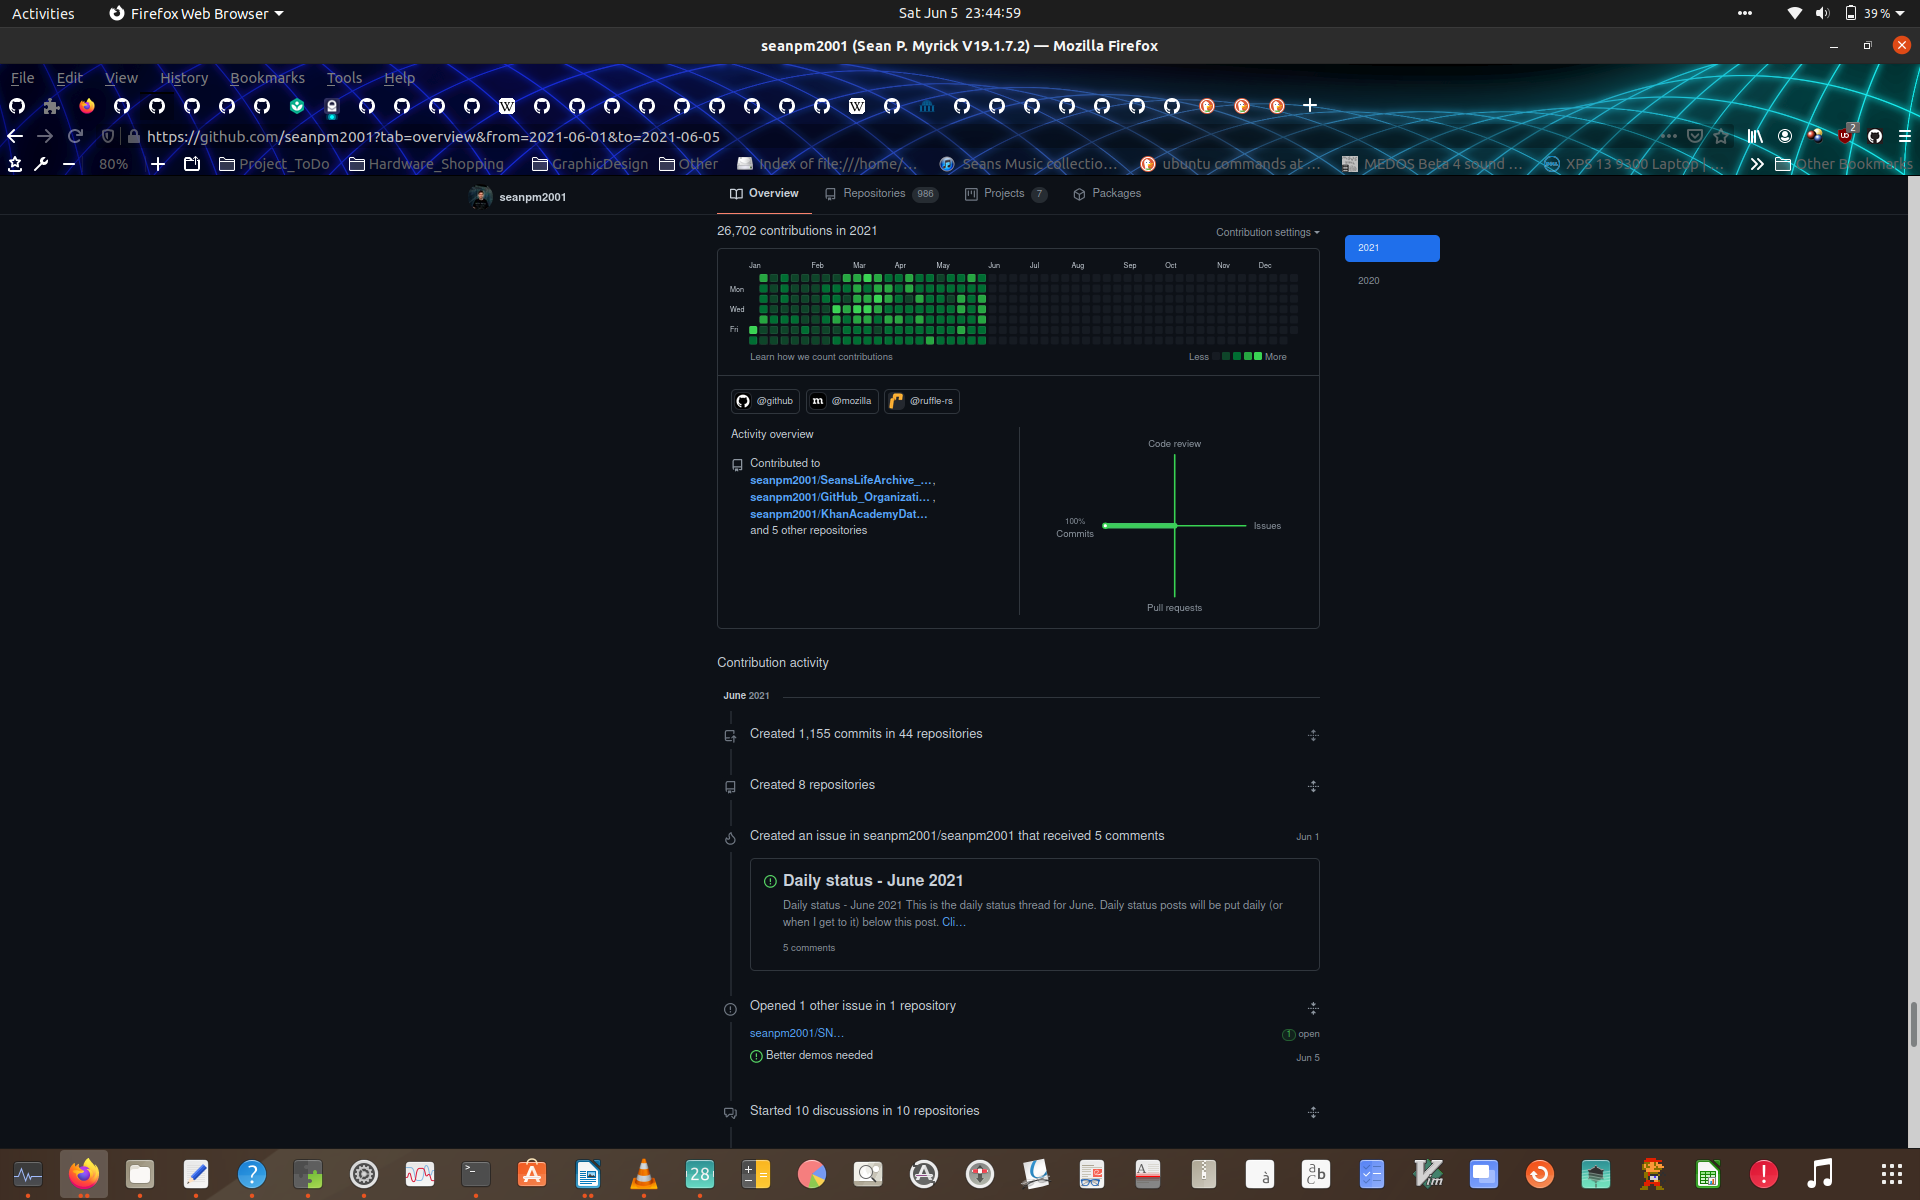 Activities
Firefox Web Browser
Sat Jun 5 23:44:59
39 %
seanpm2001 (Sean P. Myrick V19.1.7.2) — Mozilla Firefox
File Edit View History Bookmarks Tools Help
https://github.com/seanpm2001?tab=overview&from=2021-06-01&to=2021-06-05
2
80%
Project_ToDo
Hardware_Shopping
GraphicDesign
Other
Index of file:///home/...
Seans Music collectio...
ubuntu commands at ...
MEDOS Beta 4 sound ...
XPS 13 9300 Laptop | ...
Other Bookmarks
seanpm2001
Overview
Repositories 986
Projects 7
Packages
26,702 contributions in 2021
Contribution settings
2021
2020
Jan Feb Mar Apr May Jun Jul Aug Sep Oct Nov Dec
Mon
Wed
Fri
Learn how we count contributions
Less More
@github
@mozilla
@ruffle-rs
Activity overview
Contributed to
seanpm2001/SeansLifeArchive_...,
seanpm2001/GitHub_Organizati... ,
seanpm2001/KhanAcademyDat...
and 5 other repositories
Code review
100%
Commits
Issues
Pull requests
Contribution activity
June 2021
Created 1,155 commits in 44 repositories
Created 8 repositories
Created an issue in seanpm2001/seanpm2001 that received 5 comments
Jun 1
Daily status - June 2021
Daily status - June 2021 This is the daily status thread for June. Daily status posts will be put daily (or
when I get to it) below this post. Cli...
5 comments
Opened 1 other issue in 1 repository
seanpm2001/SN...
1 open
Better demos needed
Jun 5
Started 10 discussions in 10 repositories
28